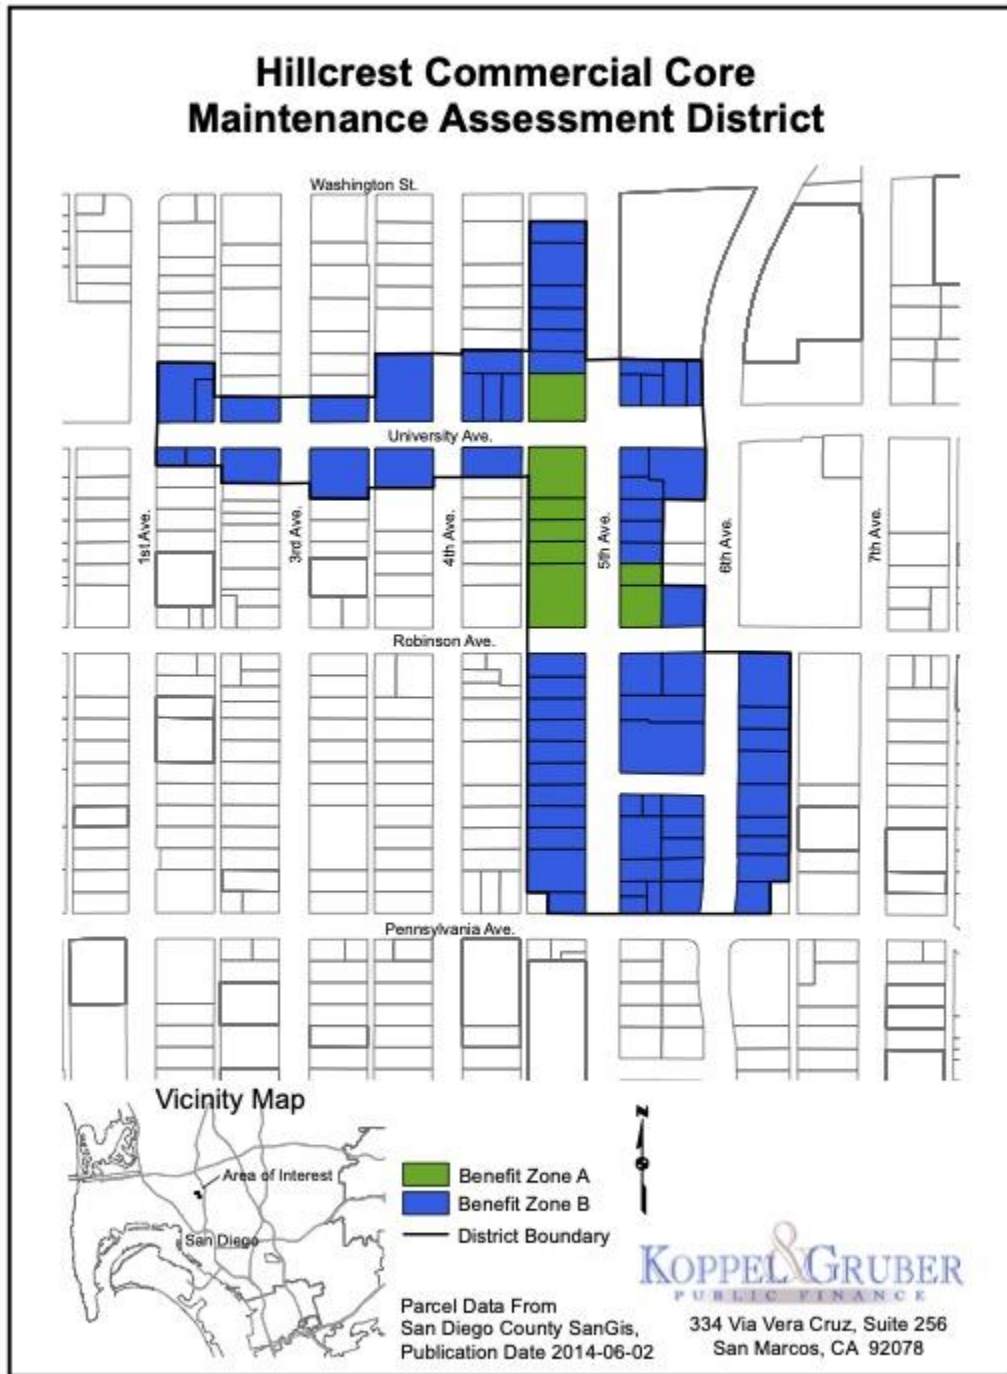 Hillcrest Commercial Core
Maintenance Assessment District
Washington St.
University Ave.
1st Ave.
3rd Ave.
4th Ave.
5th Ave.
6th Ave.
7th Ave.
Robinson Ave.
Pennsylvania Ave.
Vicinity Map
Area of Interest
San Diego
N
Benefit Zone A
Benefit Zone B
District Boundary
Parcel Data From
San Diego County SanGis,
Publication Date 2014-06-02
KOPPEL & GRUBER
PUBLIC FINANCE
334 Via Vera Cruz, Suite 256
San Marcos, CA 92078